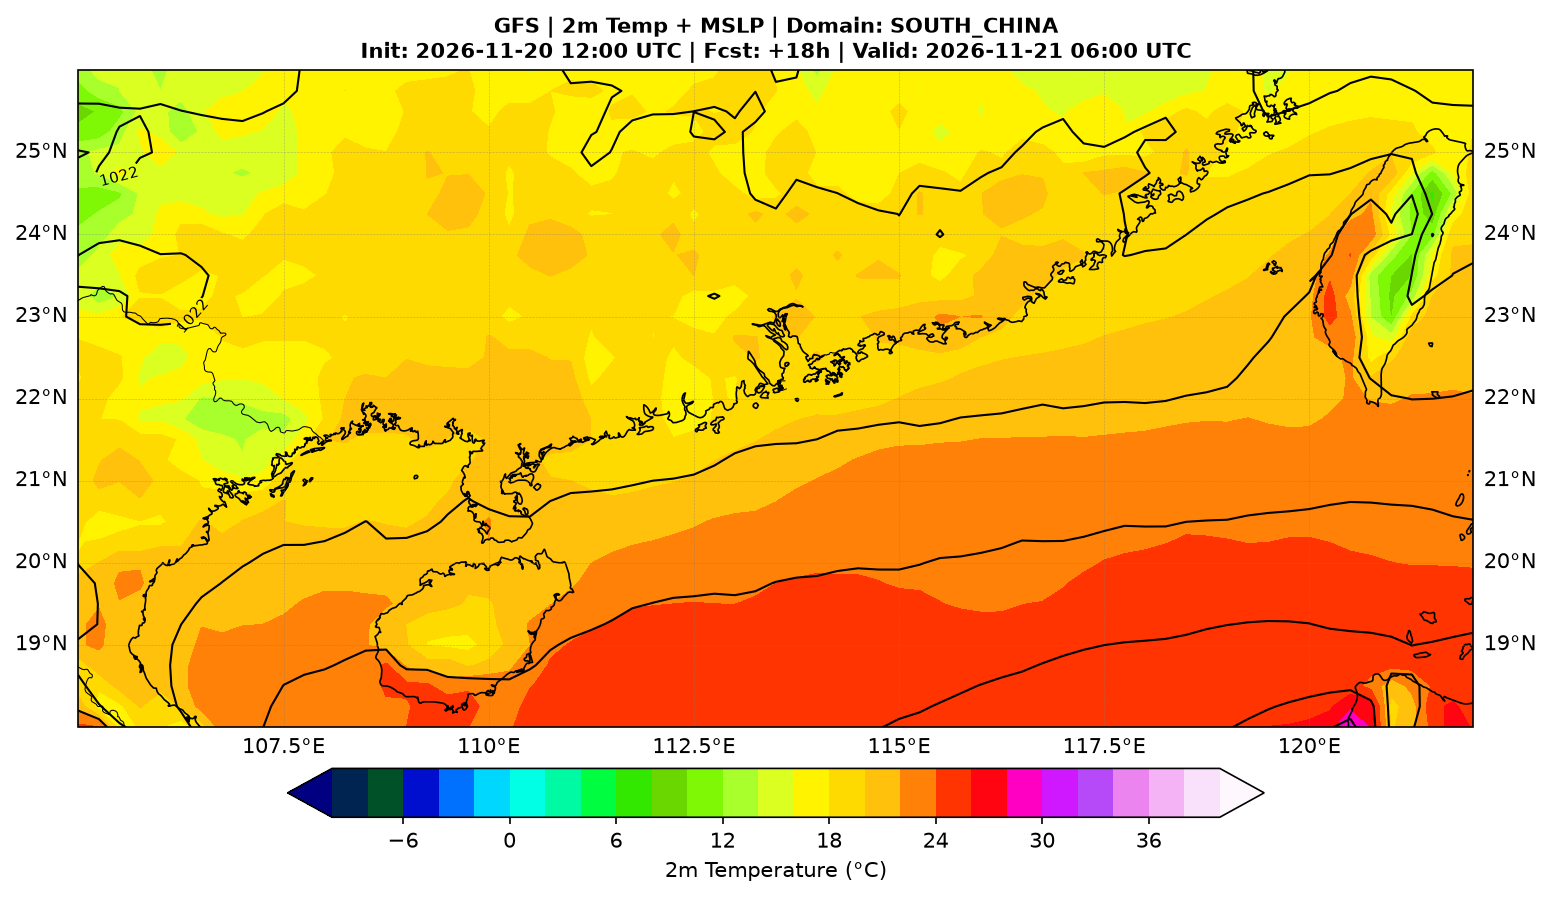 GFS | 2m Temp + MSLP | Domain: SOUTH_CHINA
Init: 2026-11-20 12:00 UTC | Fcst: +18h | Valid: 2026-11-21 06:00 UTC
25°N 25°N
1022
24°N 24°N
1022
23°N 23°N
22°N 22°N
21°N 21°N
20°N 20°N
19°N 19°N
107.5°E 110°E 112.5°E 115°E 117.5°E 120°E
−6 0 6 12 18 24 30 36
2m Temperature (°C)